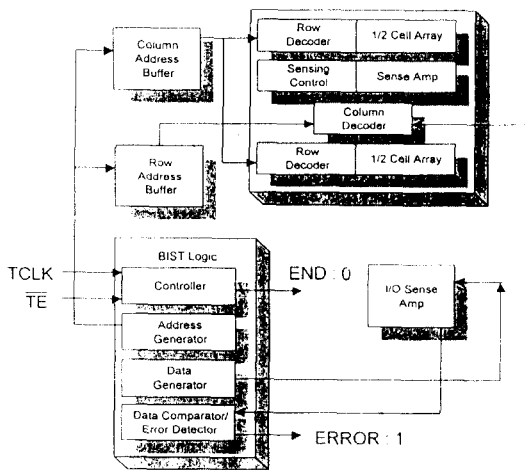 Column
Address
Buffer
Row
Decoder
1/2 Cell Array
Sensing
Control
Sense Amp
Column
Decoder
Row
Decoder
1/2 Cell Array
Row
Address
Buffer
BIST Logic
TCLK
TE
Controller
END : 0
I/O Sense
Amp
Address
Generator
Data
Generator
Data Comparator/
Error Detector
ERROR : 1